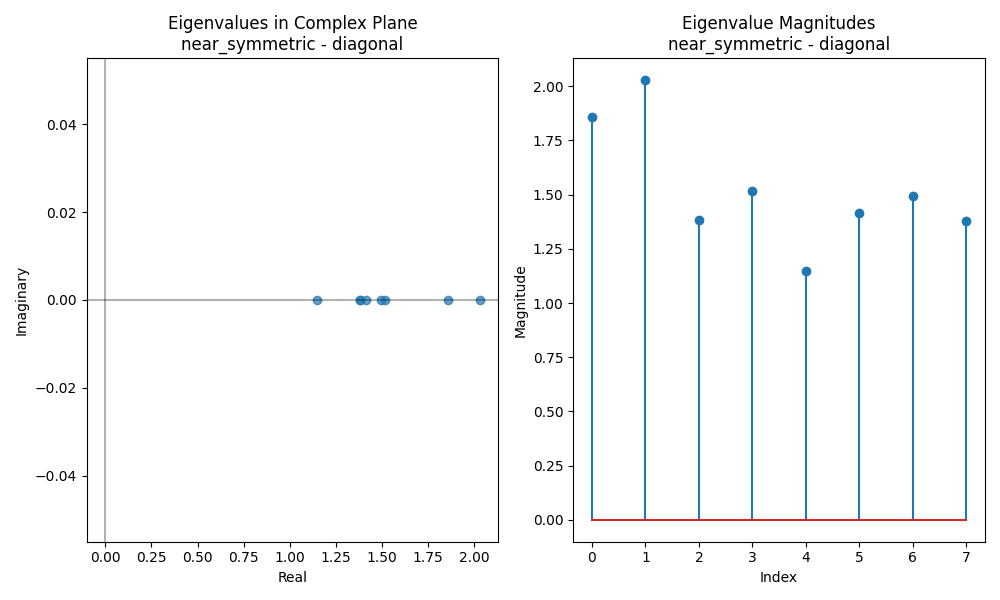 Eigenvalues in Complex Plane
near_symmetric - diagonal
0.04
0.02
0.00
−0.02
−0.04
Imaginary
0.00 0.25 0.50 0.75 1.00 1.25 1.50 1.75 2.00
Real
Eigenvalue Magnitudes
near_symmetric - diagonal
2.00
1.75
1.50
1.25
1.00
0.75
0.50
0.25
0.00
Magnitude
0 1 2 3 4 5 6 7
Index